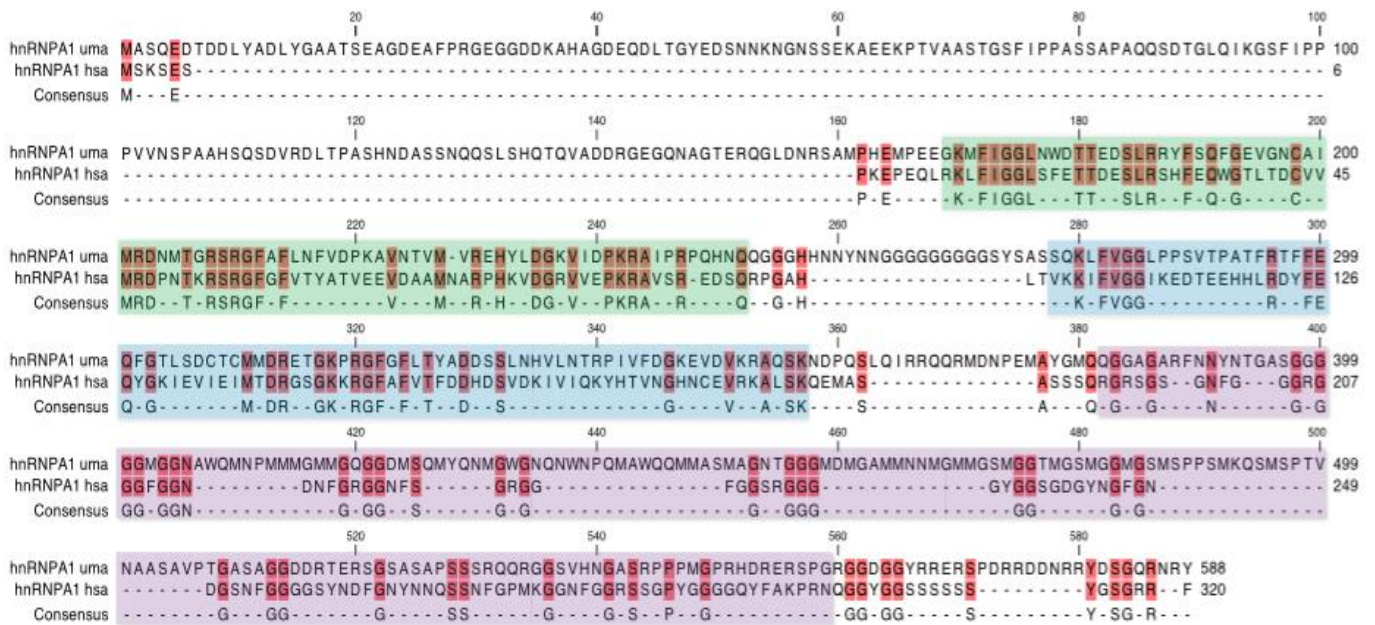 20 40 60 80 100
hnRNPA1 uma MASQEDTDDLYADLYGAATSEAGDEAFPRGEGGDDKAHAGDEQDLTGYEDSNNKNGNSSEKAEEKPTVAASTGSFIPPASSAPAQQSDTGLQIKGSFIPP 100
hnRNPA1 hsa MSKSES---------------------------------------------------------------------------------------------- 6
Consensus M---E-----------------------------------------------------------------------------------------------
120 140 160 180 200
hnRNPA1 uma PVVNSPAAHSQSDVRDLTPASHNDASSNQQSLSHQTQVADDRGEGQNAGTERQGLDNRSAMPHEMPEEGKMFIGGLNWDTTEDSLRRYFSQFGEVGNCAI 200
hnRNPA1 hsa -------------------------------------------------------------PKEPEQLRKLFIGGLSFETTDESLRSHFEQWGTLTDCVV 45
Consensus -------------------------------------------------------------P-E-----K-FIGGL---TT--SLR--F-Q-G----C--
220 240 260 280 300
hnRNPA1 uma MRDNMTGRSRGFAFLNFVDPKAVNTVM-VREHYLDGKVIDPKRAIPRPQHNQQGGGHHNNYNNGGGGGGGGGGSYSASSQKLFVGGLPPSVTPATFRTFFE 299
hnRNPA1 hsa MRDPNTKRSRGFGFVTYATVEEVDAAMNARPHKVDGRVVEPKRAVSR-EDSQRPGAH------------------LTVKKIFVGGIKEDTEEHHLRDYFE 126
Consensus MRD--T-RSRGF-F--------V---M--R-H--DG-V--PKRA--R----Q--G-H----------------------K-FVGG----------R--FE
320 340 360 380 400
hnRNPA1 uma QFGTLSDCTCMMDRETGKPRGFGFLTYADDSSLNHVLNTRPIVFDGKEVDVKRAQSKNDPQSLQIRRQQRMDNPEMAYGMQQGGAGARFNNYNTGASGGG 399
hnRNPA1 hsa QYGKIEVIEIMTDRGSGKKRGFAFVTFDDHDSVDKIVIQKYHTVNGHNCEVRKALSKQEMAS--------------ASSSQRGRSGS--GNFG---GGRG 207
Consensus Q-G-------M-DR--GK-RGF-F-T--D--S-------------G----V--A-SK----S--------------A---Q-G--G----N------G-G
420 440 460 480 500
hnRNPA1 uma GGMGGNAWQMNPMMMGMMGQGGDMSQMYQNMGWGNQNWNPQMAWQQMMASMAGNTGGGMDMGAMMNNMGMMGSMGGTMGSMGGMGSMSPPSMKQSMSPTV 499
hnRNPA1 hsa GGFGGN---------DNFGRGGNFS------GRGG---------------FGGSRGGG--------------GYGGSGDGYNGFGN-------------- 249
Consensus GG-GGN------------G-GG--S------G-G------------------G--GGG----------------GG-----G-G---------------
520 540 560 580
hnRNPA1 uma NAASAVPTGASAGGDDRTERSGSASAPSSSRQQRGGSVHNGASRPPPMGPRHDRERSPGRGGDGGYRRERSPDRRDDNRRYDSGQRNRY 588
hnRNPA1 hsa -------DGSNFGGGGSYNDFGNYNNQSSNFGPMKGGNFGGRSSGPYGGGGQYFAKPRNQGGYGGSSSSSS---------YGSGRR--F 320
Consensus --------G---GG-------G-----SS------G----G-S--P--G-----------GG-GG-----S---------Y-SG-R---